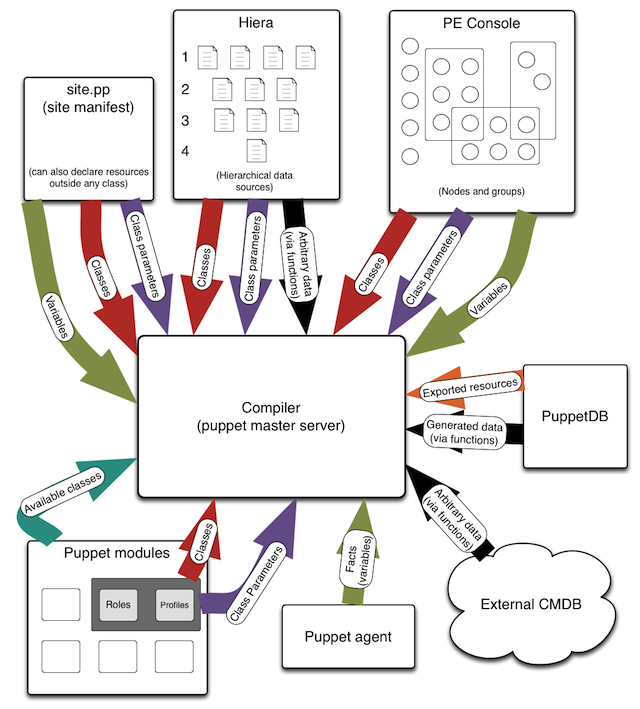 Hiera
PE Console
site.pp
(site manifest)
(can also declare resources
outside any class)
1
2
3
4
(Hierarchical data
sources)
(Nodes and groups)
Variables
Classes
Class parameters
Classes
Class parameters
Arbitrary data
(via functions)
Classes
Class parameters
Variables
Compiler
(puppet master server)
Exported resources
Generated data
(via functions)
PuppetDB
Arbitrary data
(via functions)
External CMDB
Available classes
Puppet modules
Roles
Profiles
Classes
Class Parameters
Facts
(variables)
Puppet agent